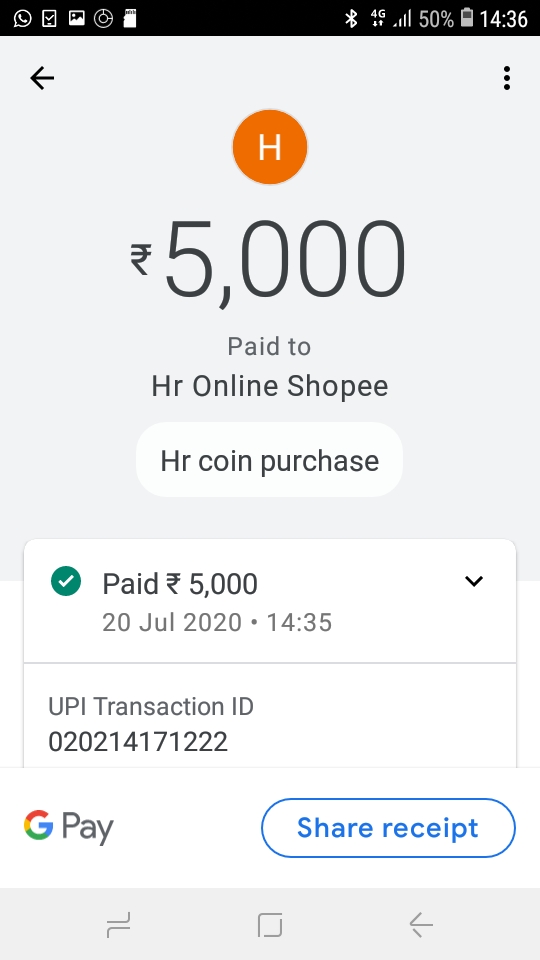 4G 50% 14:36
H
₹5,000
Paid to
Hr Online Shopee
Hr coin purchase
Paid ₹ 5,000
20 Jul 2020 • 14:35
UPI Transaction ID
020214171222
G Pay
Share receipt